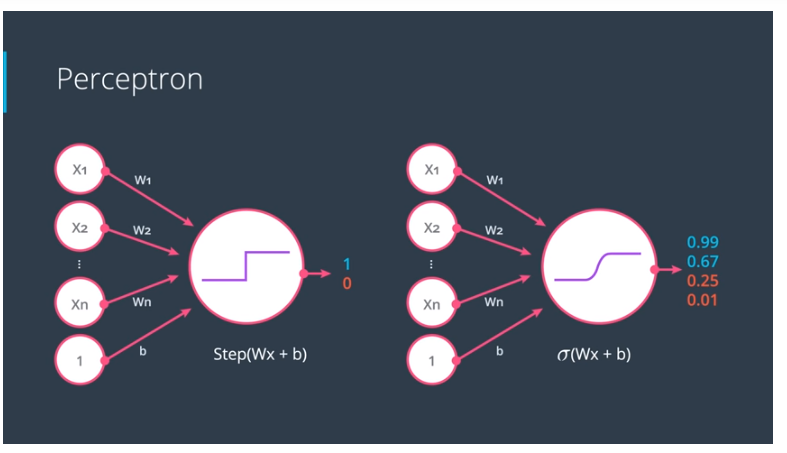 Perceptron
X1
W1
X2
W2
⋮
Xn
Wn
1
b
Step(Wx + b)
1
0
X1
W1
X2
W2
⋮
Xn
Wn
1
b
σ(Wx + b)
0.99
0.67
0.25
0.01